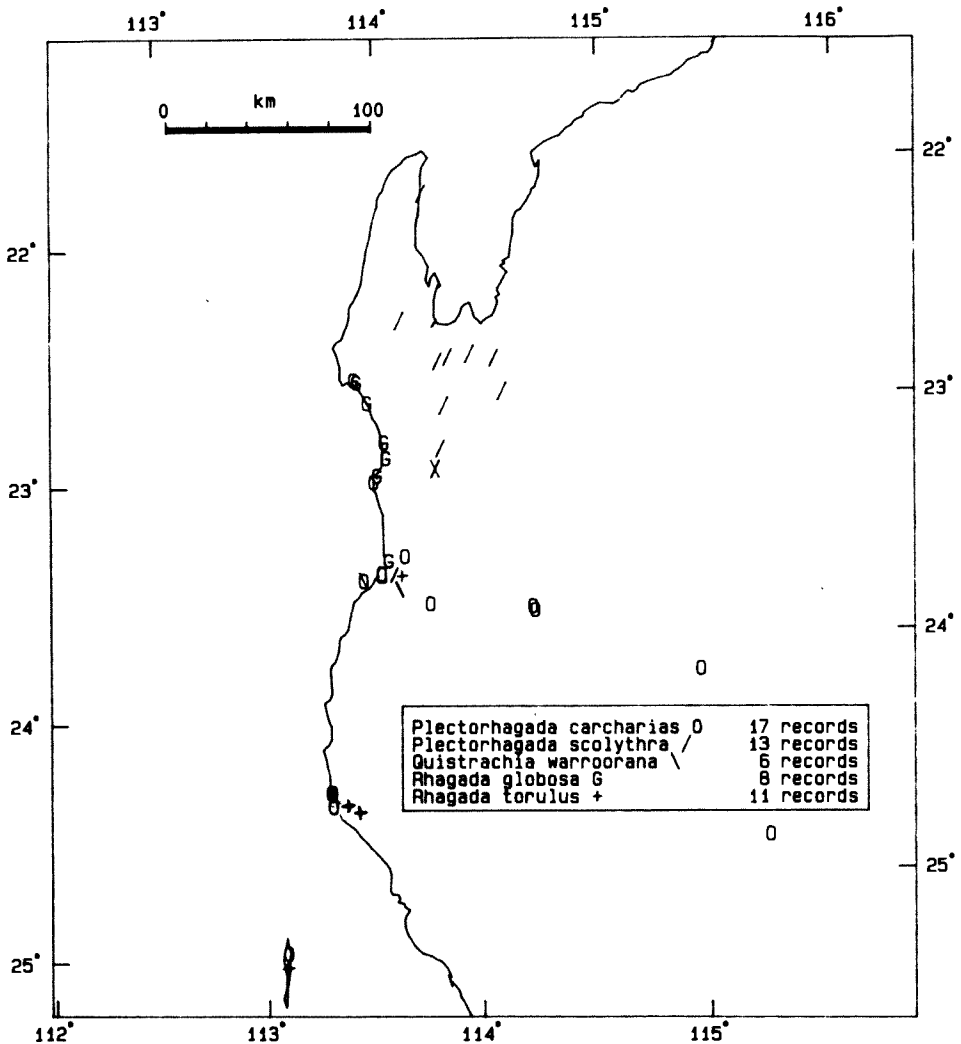 113° 114° 115° 116°
0 km 100
22°
22°
23°
23°
24°
24°
Plectorhagada carcharias O 17 records
Plectorhagada scolythra / 13 records
Quistrachia warroorana \ 6 records
Rhagada globosa G 8 records
Rhagada torulus + 11 records
25°
25°
112° 113° 114° 115°